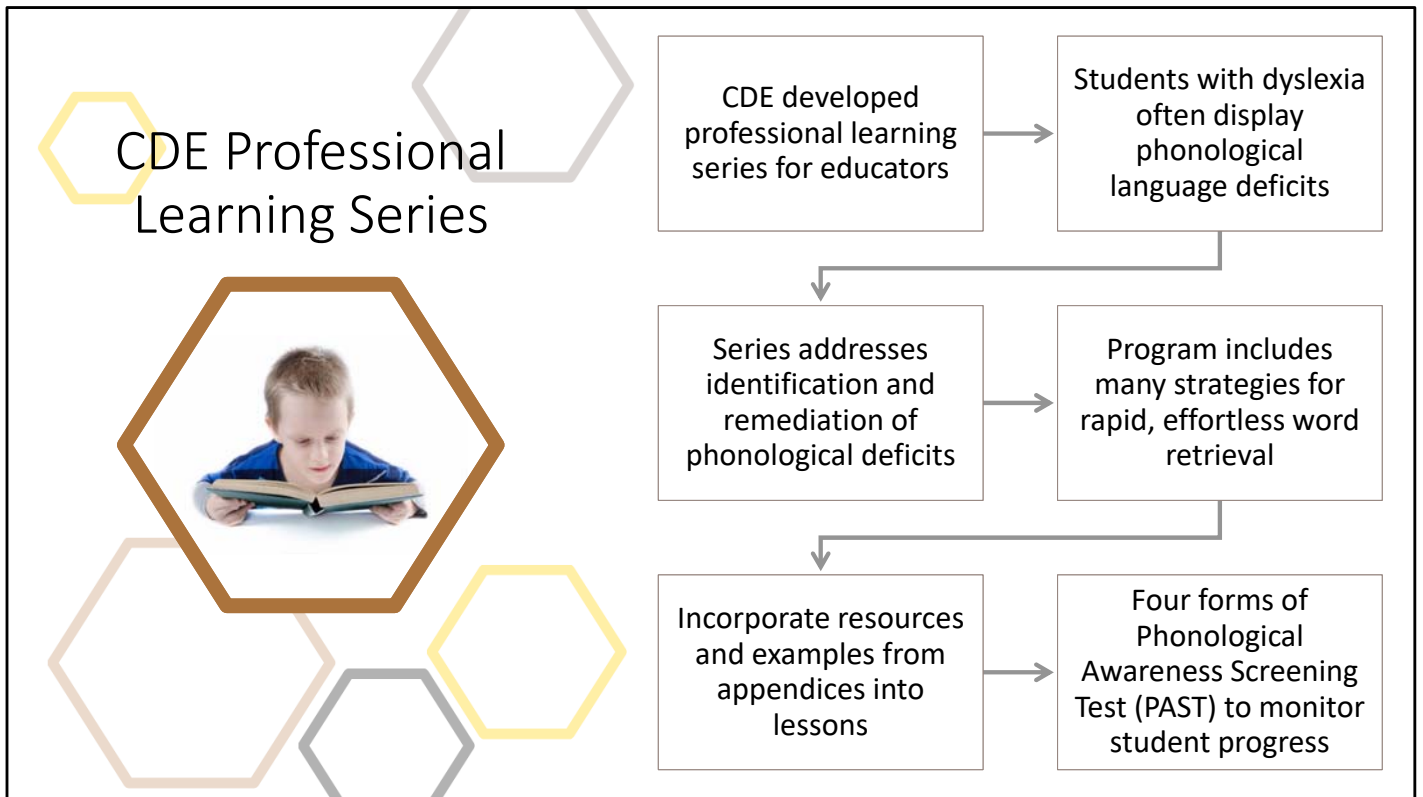 CDE Professional
Learning Series
CDE developed
professional learning
series for educators
Students with dyslexia
often display
phonological
language deficits
Series addresses
identification and
remediation of
phonological deficits
Program includes
many strategies for
rapid, effortless word
retrieval
Incorporate resources
and examples from
appendices into
lessons
Four forms of
Phonological
Awareness Screening
Test (PAST) to monitor
student progress